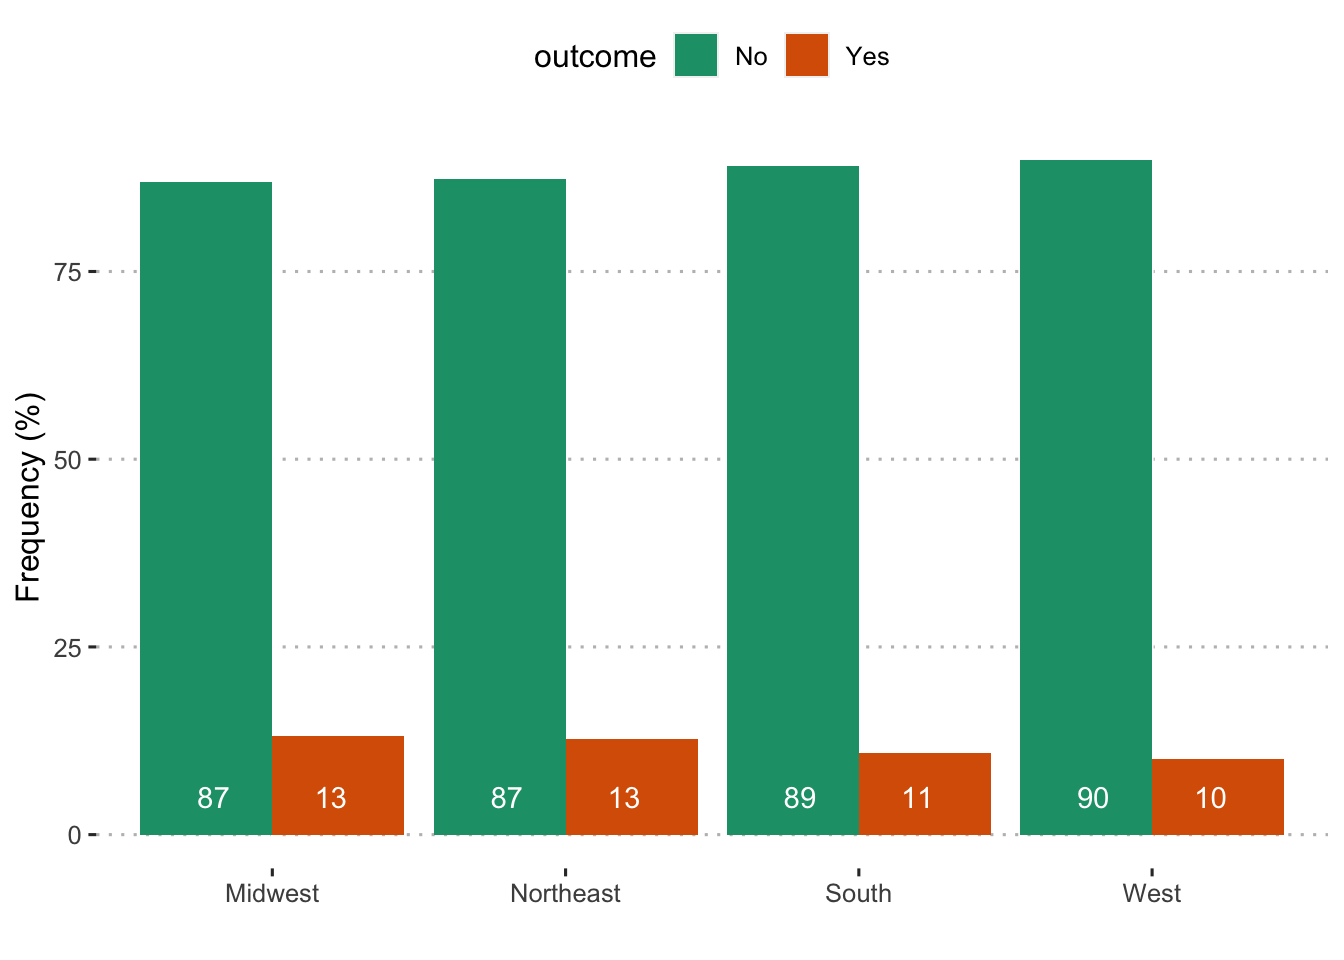 outcome No Yes
75
50
25
0
Frequency (%)
87 13 87 13 89 11 90 10
Midwest Northeast South West